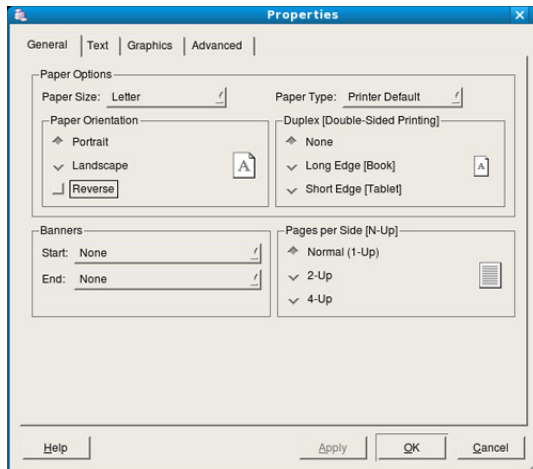 Properties
General Text Graphics Advanced
Paper Options
Paper Size: Letter Paper Type: Printer Default
Paper Orientation Duplex [Double-Sided Printing]
Portrait None
Landscape Long Edge [Book]
Reverse Short Edge [Tablet]
A A
Banners Pages per Side [N-Up]
Start: None Normal (1-Up)
End: None 2-Up
4-Up
Help Apply OK Cancel